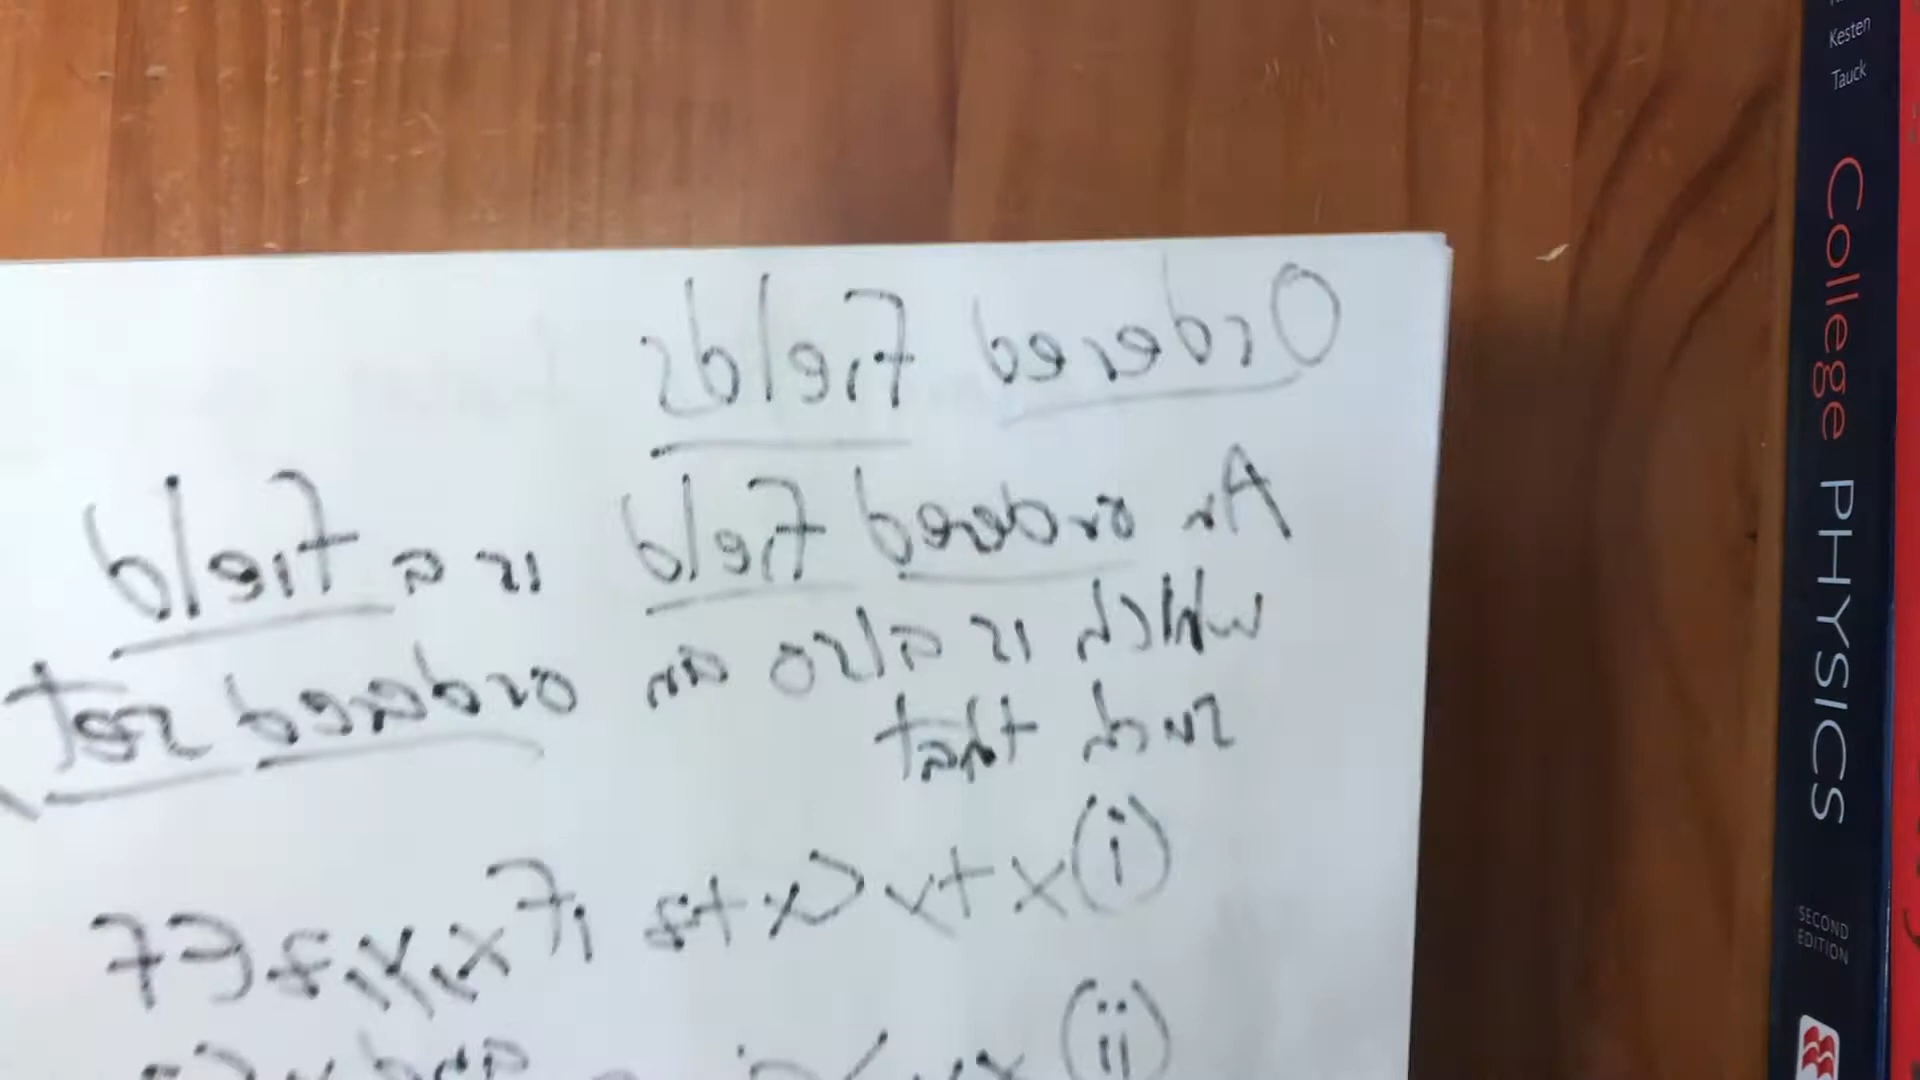 Ordered Fields
An ordered field is a field
which is also an ordered set
such that
(i) x+y<x+z if x,y,z∈F
(ii)
Kesten
Tauck
College PHYSICS
SECOND
EDITION